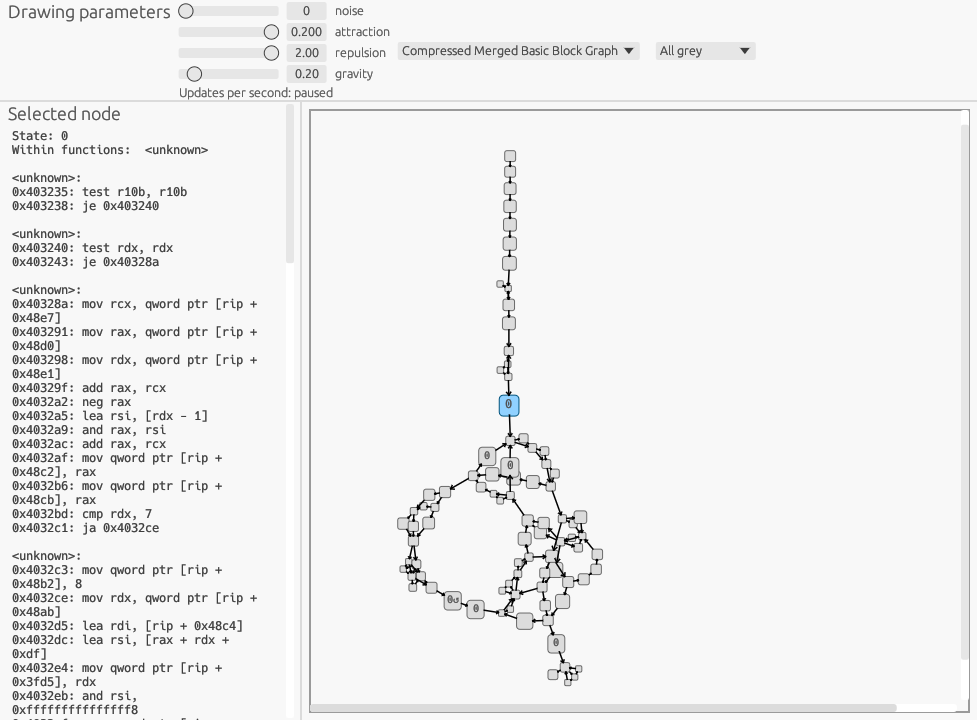 Drawing parameters
0 noise
0.200 attraction
2.00 repulsion
Compressed Merged Basic Block Graph
All grey
0.20 gravity
Updates per second: paused
Selected node
State: 0
Within functions: <unknown>
<unknown>:
0x403235: test r10b, r10b
0x403238: je 0x403240
<unknown>:
0x403240: test rdx, rdx
0x403243: je 0x40328a
<unknown>:
0x40328a: mov rcx, qword ptr [rip +
0x48e7]
0x403291: mov rax, qword ptr [rip +
0x48d0]
0x403298: mov rdx, qword ptr [rip +
0x48e1]
0x40329f: add rax, rcx
0x4032a2: neg rax
0x4032a5: lea rsi, [rdx - 1]
0x4032a9: and rax, rsi
0x4032ac: add rax, rcx
0x4032af: mov qword ptr [rip +
0x48c2], rax
0x4032b6: mov qword ptr [rip +
0x48cb], rax
0x4032bd: cmp rdx, 7
0x4032c1: ja 0x4032ce
<unknown>:
0x4032c3: mov qword ptr [rip +
0x48b2], 8
0x4032ce: mov rdx, qword ptr [rip +
0x48ab]
0x4032d5: lea rdi, [rip + 0x48c4]
0x4032dc: lea rsi, [rax + rdx +
0xdf]
0x4032e4: mov qword ptr [rip +
0x3fd5], rdx
0x4032eb: and rsi,
0xfffffffffffffff8
0
0
0
0↺
0
0